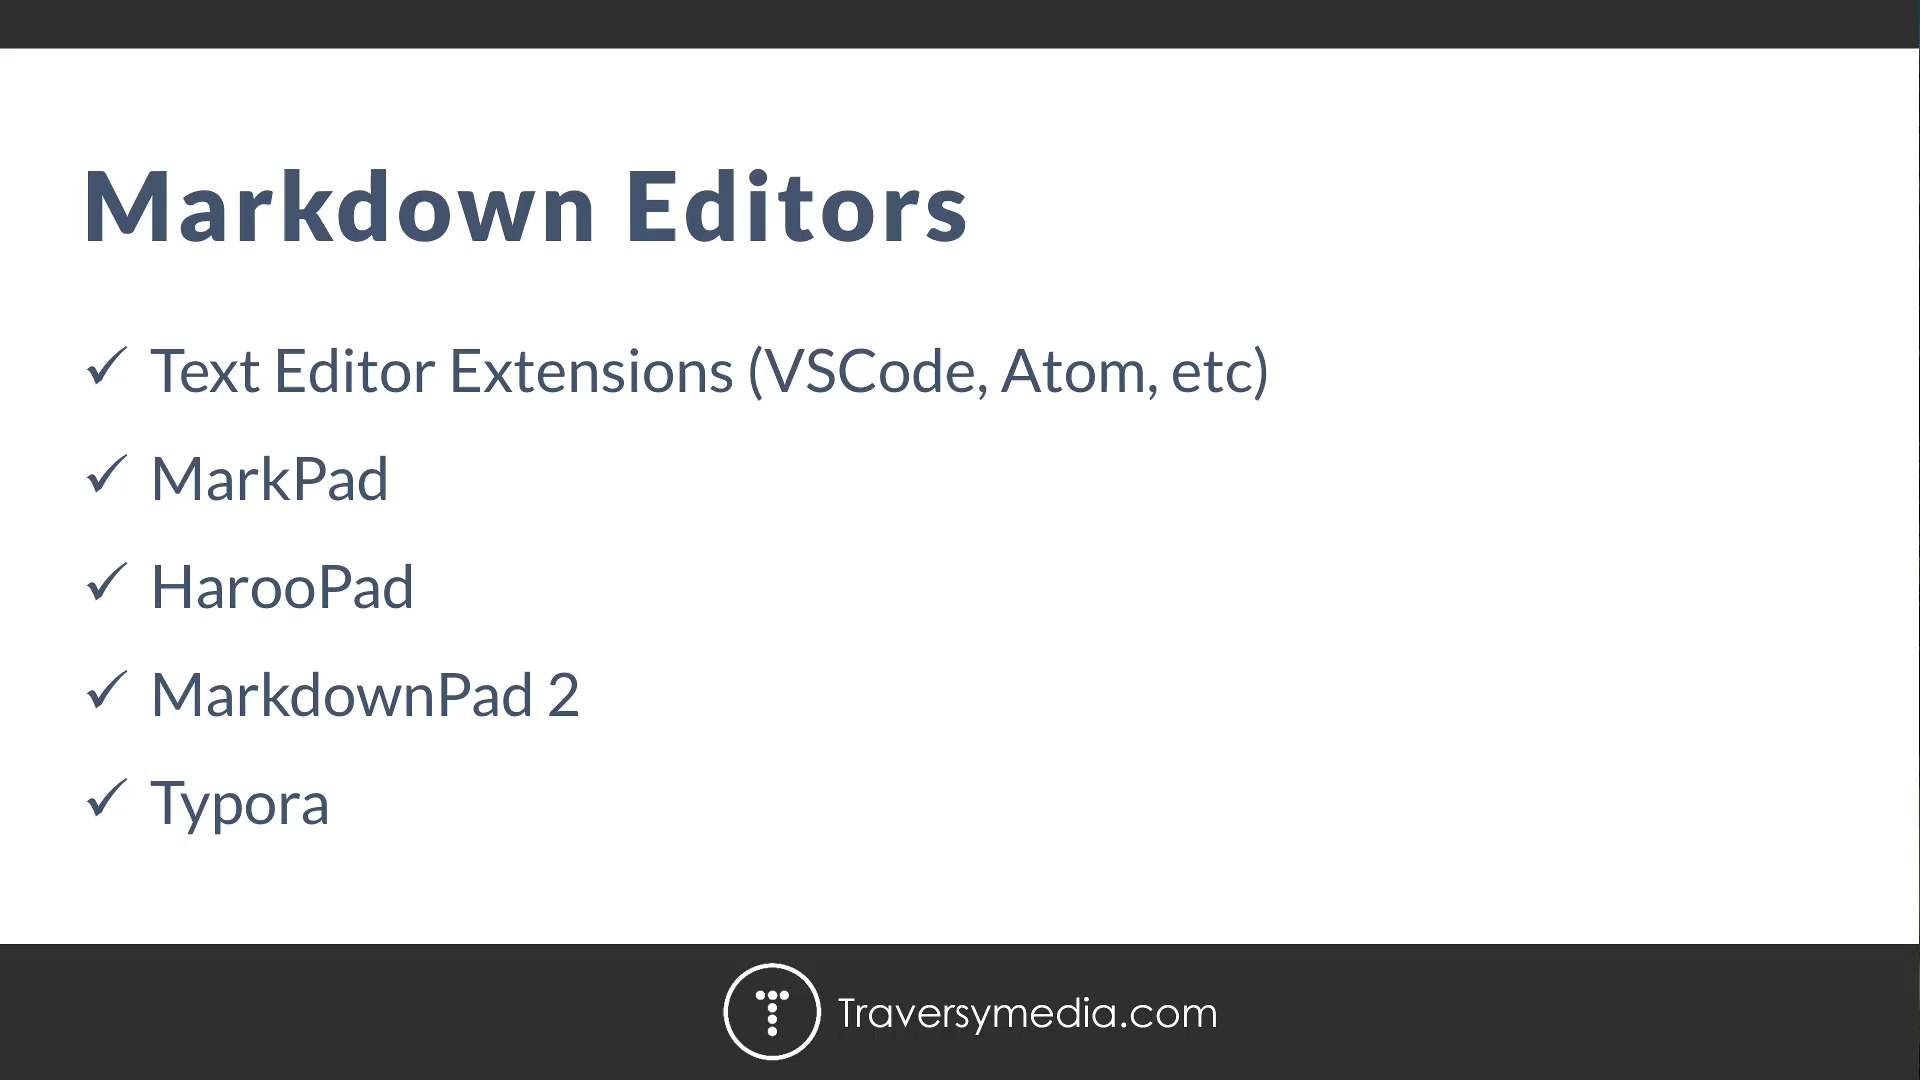 Markdown Editors
✓ Text Editor Extensions (VSCode, Atom, etc)
✓ MarkPad
✓ HarooPad
✓ MarkdownPad 2
✓ Typora
Traversymedia.com